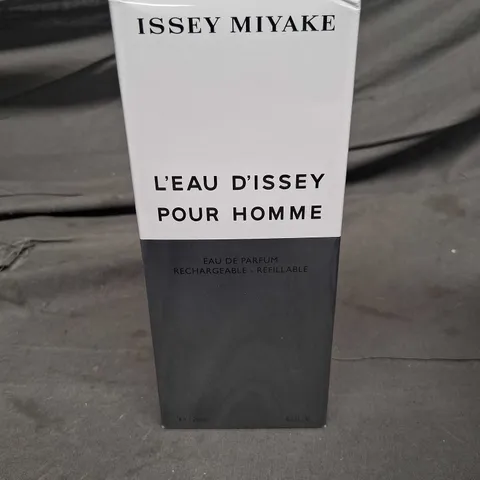 ISSEY MIYAKE
L'EAU D'ISSEY
POUR HOMME
EAU DE PARFUM
RECHARGEABLE - REFILLABLE